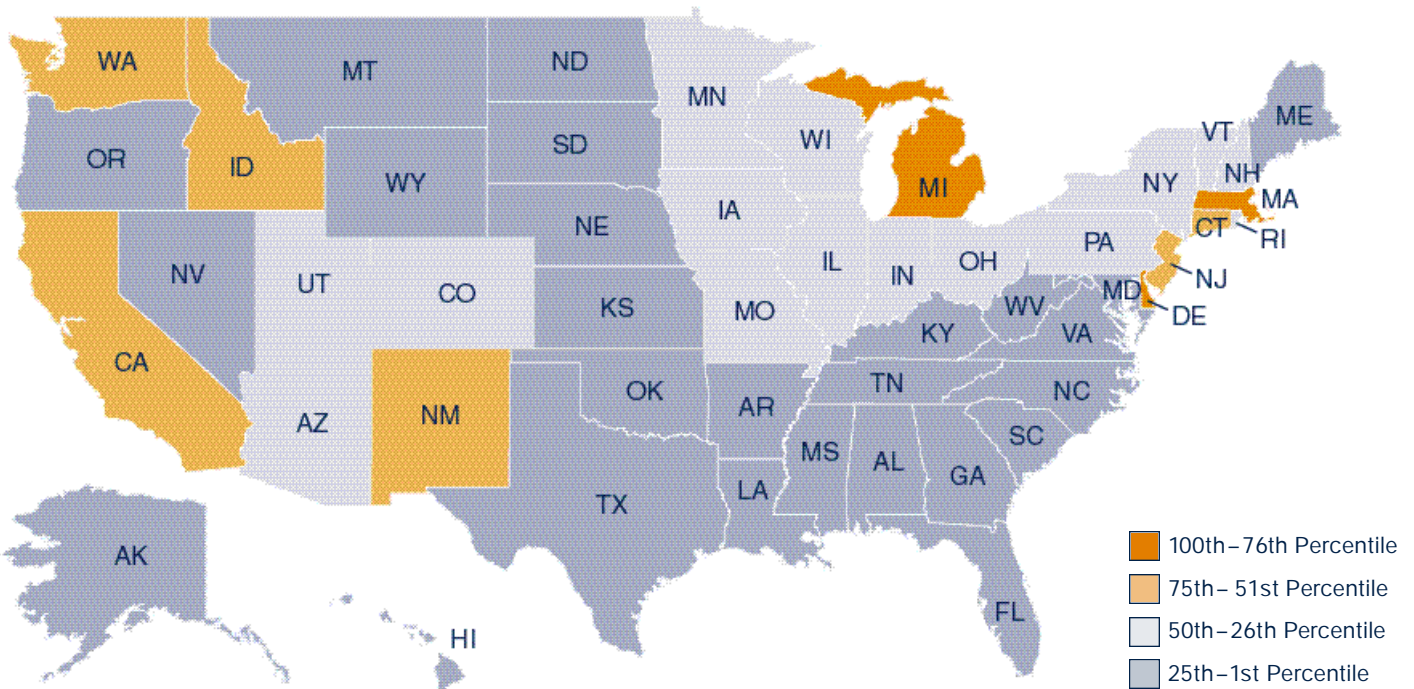 WA
MT
ND
MN
OR
ID
WY
SD
WI
MI
VT
ME
NH
NY
MA
CT
RI
NV
UT
CO
NE
IA
IL
IN
OH
PA
NJ
MD
DE
CA
KS
MO
WV
VA
KY
AZ
NM
OK
AR
TN
NC
SC
MS
AL
GA
TX
LA
FL
AK
HI
100th–76th Percentile
75th–51st Percentile
50th–26th Percentile
25th–1st Percentile